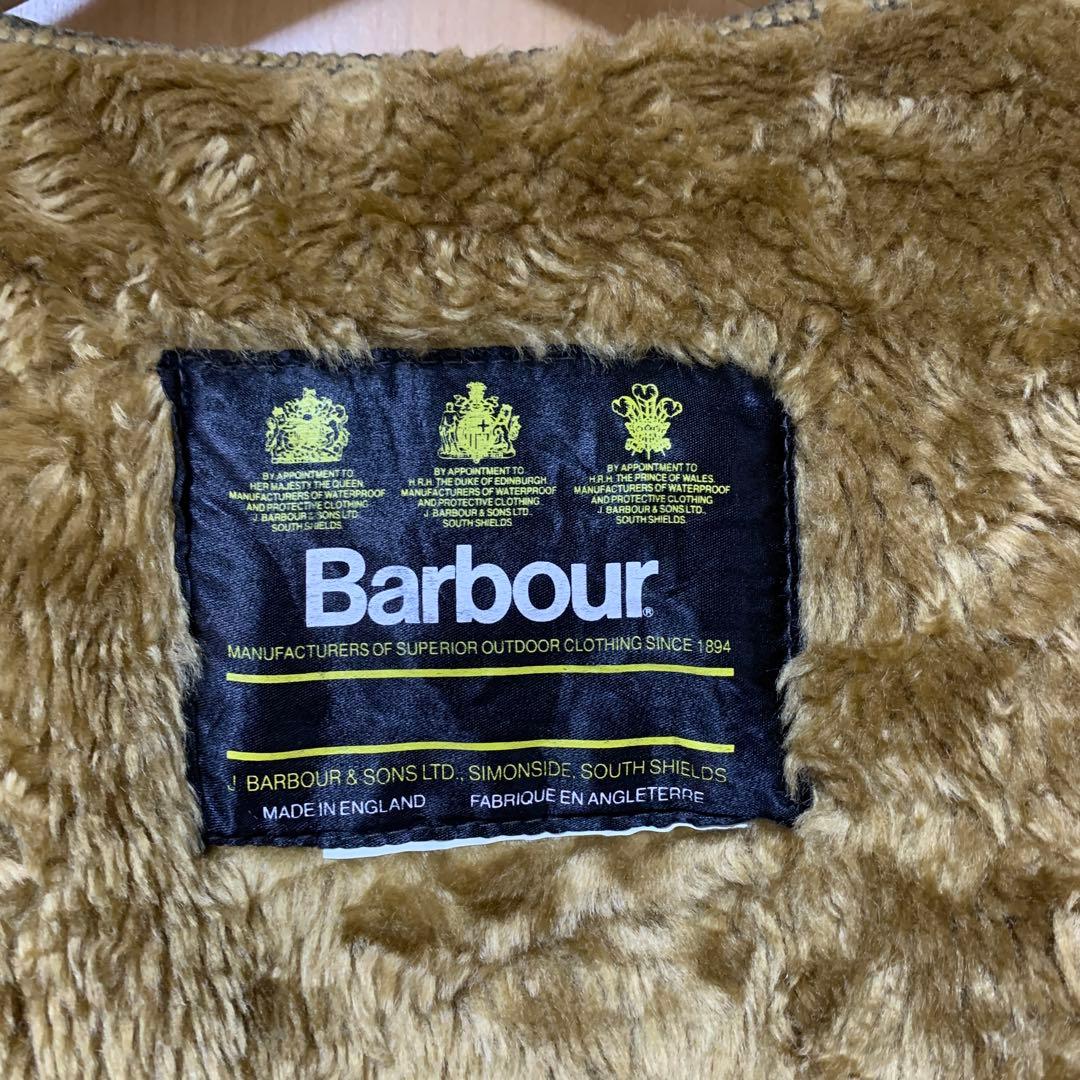 BY APPOINTMENT TO
HER MAJESTY THE QUEEN
MANUFACTURERS OF WATERPROOF
AND PROTECTIVE CLOTHING
J. BARBOUR & SONS LTD.
SOUTH SHIELDS
BY APPOINTMENT TO
H.R.H. THE DUKE OF EDINBURGH
MANUFACTURERS OF WATERPROOF
AND PROTECTIVE CLOTHING
J. BARBOUR & SONS LTD.
SOUTH SHIELDS.
BY APPOINTMENT TO
H.R.H. THE PRINCE OF WALES
MANUFACTURERS OF WATERPROOF
AND PROTECTIVE CLOTHING
J. BARBOUR & SONS LTD.
SOUTH SHIELDS.
Barbour®
MANUFACTURERS OF SUPERIOR OUTDOOR CLOTHING SINCE 1894
J. BARBOUR & SONS LTD., SIMONSIDE, SOUTH SHIELDS.
MADE IN ENGLAND FABRIQUE EN ANGLETERRE